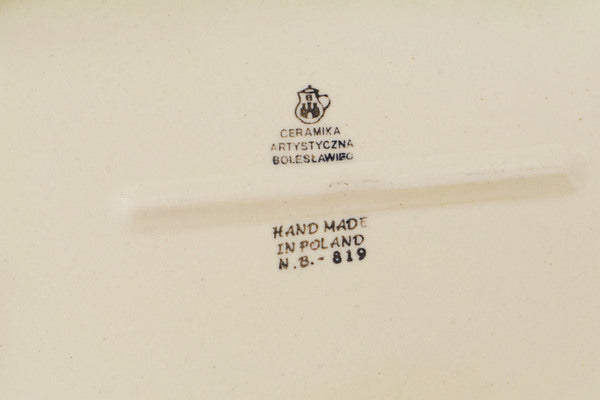 CERAMIKA
ARTYSTYCZNA
BOLESŁAWIEC
HAND MADE
IN POLAND
N.B.- 819